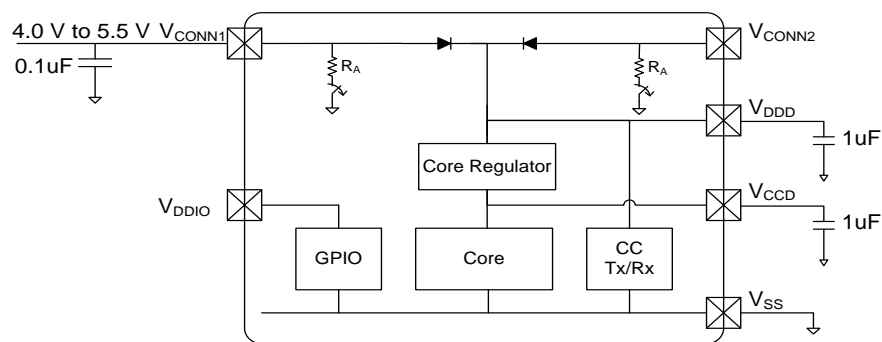 4.0 V to 5.5 V VCONN1
0.1uF
RA
RA
VCONN2
VDDD
1uF
Core Regulator
VDDIO
VCCD
1uF
GPIO
Core
CC
Tx/Rx
VSS